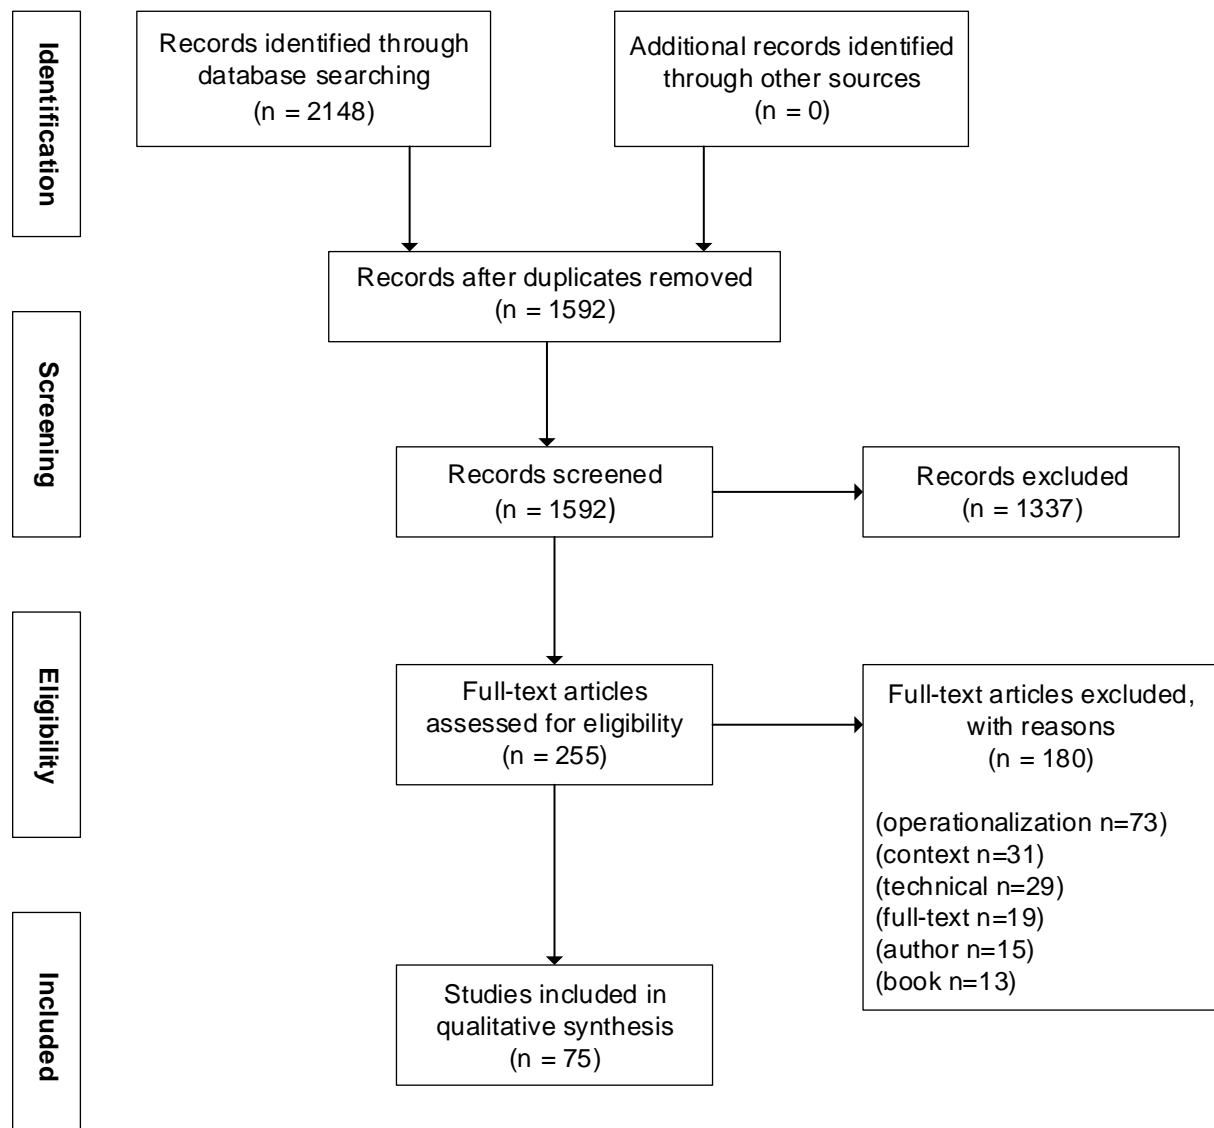 Identification
Records identified through
database searching
(n = 2148)
Additional records identified
through other sources
(n = 0)
Records after duplicates removed
(n = 1592)
Screening
Records screened
(n = 1592)
Records excluded
(n = 1337)
Eligibility
Full-text articles
assessed for eligibility
(n = 255)
Full-text articles excluded,
with reasons
(n = 180)
(operationalization n=73)
(context n=31)
(technical n=29)
(full-text n=19)
(author n=15)
(book n=13)
Included
Studies included in
qualitative synthesis
(n = 75)